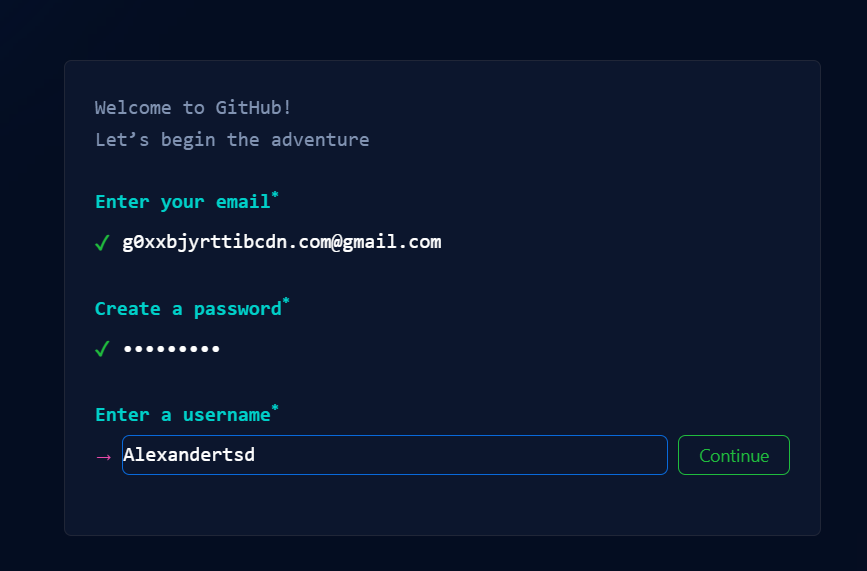 Welcome to GitHub!
Let’s begin the adventure
Enter your email*
✓ g0xxbjyrttibcdn.com@gmail.com
Create a password*
✓ •••••••••
Enter a username*
→ Alexandertsd Continue